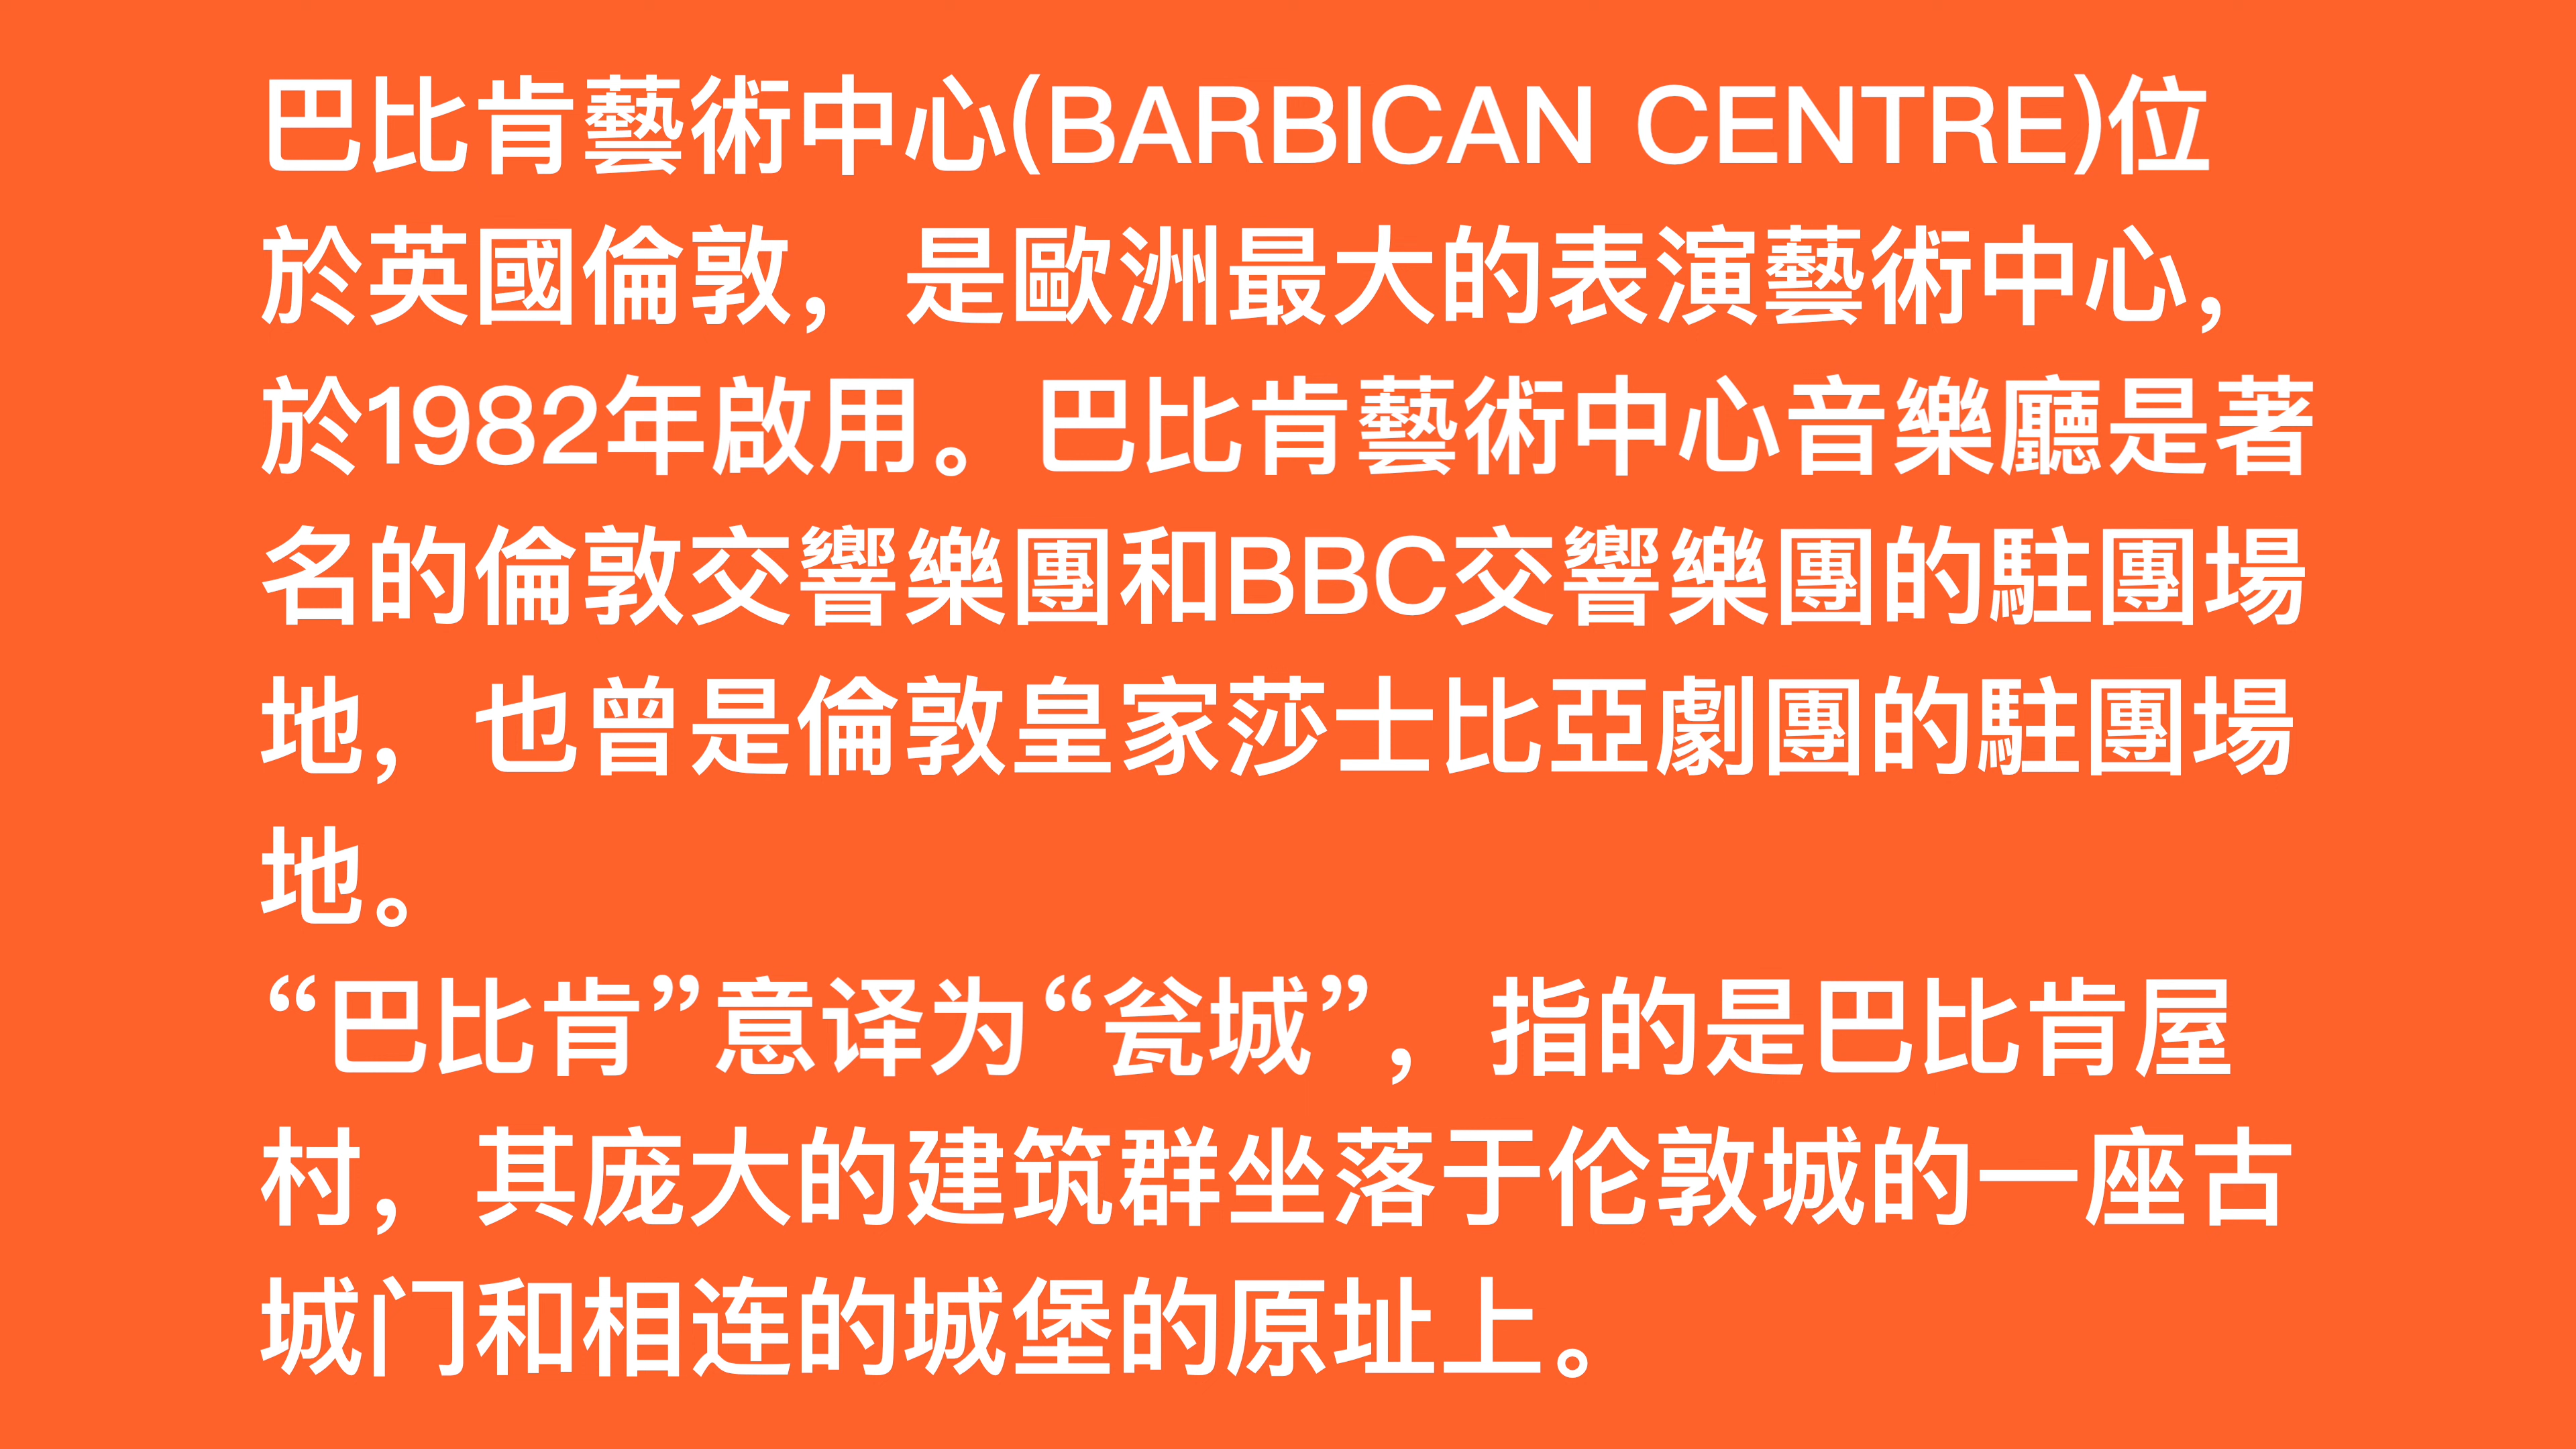 巴比肯藝術中心(BARBICAN CENTRE)位
於英國倫敦，是歐洲最大的表演藝術中心，
於1982年啟用。巴比肯藝術中心音樂廳是著
名的倫敦交響樂團和BBC交響樂團的駐團場
地，也曾是倫敦皇家莎士比亞劇團的駐團場
地。
“巴比肯”意译为“瓮城”，指的是巴比肯屋
村，其庞大的建筑群坐落于伦敦城的一座古
城门和相连的城堡的原址上。